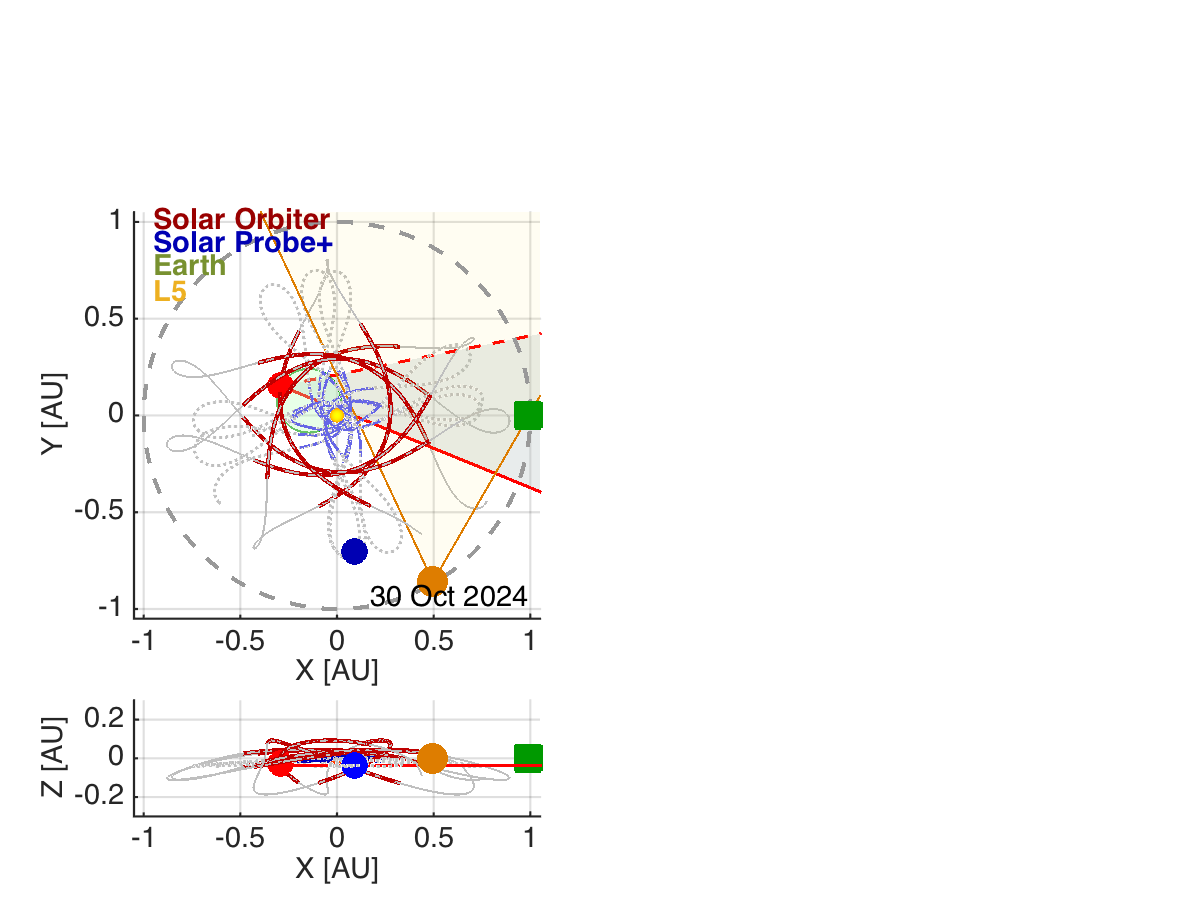 Solar Orbiter
Solar Probe+
Earth
L5
1
0.5
0
-0.5
-1
Y [AU]
30 Oct 2024
-1 -0.5 0 0.5 1
X [AU]
0.2
0
-0.2
Z [AU]
-1 -0.5 0 0.5 1
X [AU]